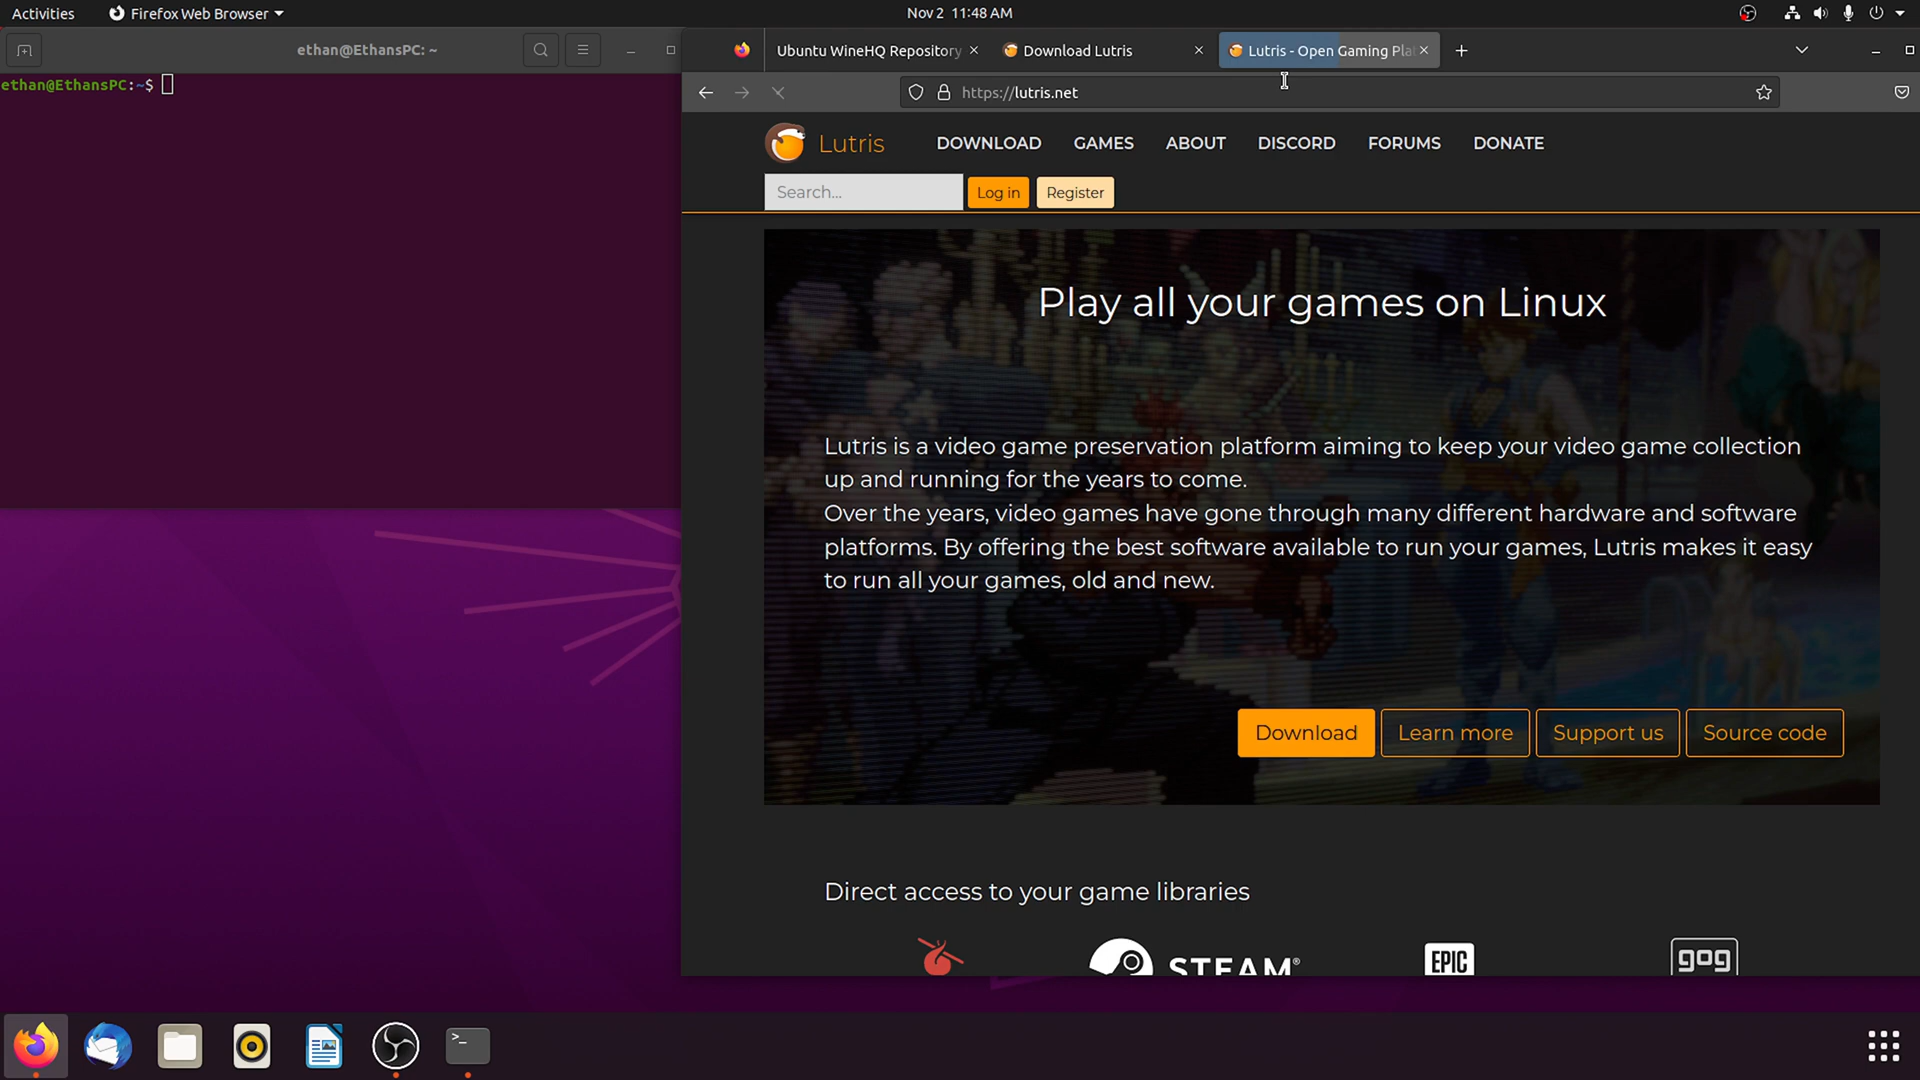 Activities
Firefox Web Browser
Nov 2 11:48 AM
ethan@EthansPC: ~
ethan@EthansPC:~$
Ubuntu WineHQ Repository
Download Lutris
Lutris - Open Gaming Pla
https://lutris.net
Lutris
DOWNLOAD
GAMES
ABOUT
DISCORD
FORUMS
DONATE
Search...
Log in
Register
Play all your games on Linux
Lutris is a video game preservation platform aiming to keep your video game collection
up and running for the years to come.
Over the years, video games have gone through many different hardware and software
platforms. By offering the best software available to run your games, Lutris makes it easy
to run all your games, old and new.
Download
Learn more
Support us
Source code
Direct access to your game libraries
STEAM®
EPIC
gog
>_